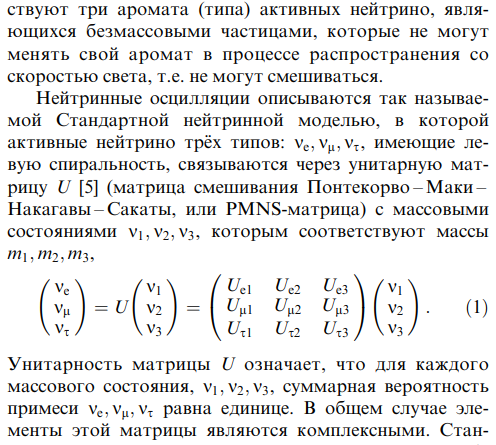 ствуют три аромата (типа) активных нейтрино, явля-
ющихся безмассовыми частицами, которые не могут
менять свой аромат в процессе распространения со
скоростью света, т.е. не могут смешиваться.
Нейтринные осцилляции описываются так называе-
мой Стандартной нейтринной моделью, в которой
активные нейтрино трёх типов: νe, νμ, ντ, имеющие ле-
вую спиральность, связываются через унитарную мат-
рицу U [5] (матрица смешивания Понтекорво – Маки –
Накагавы – Сакаты, или PMNS-матрица) с массовыми
состояниями ν1, ν2, ν3, которым соответствуют массы
m1, m2, m3,
νe ν1 Ue1 Ue2 Ue3 ν1
( νμ ) = U ( ν2 ) = ( Uμ1 Uμ2 Uμ3 ) ( ν2 ) . (1)
ντ ν3 Uτ1 Uτ2 Uτ3 ν3
Унитарность матрицы U означает, что для каждого
массового состояния, ν1, ν2, ν3, суммарная вероятность
примеси νe, νμ, ντ равна единице. В общем случае эле-
менты этой матрицы являются комплексными. Стан-